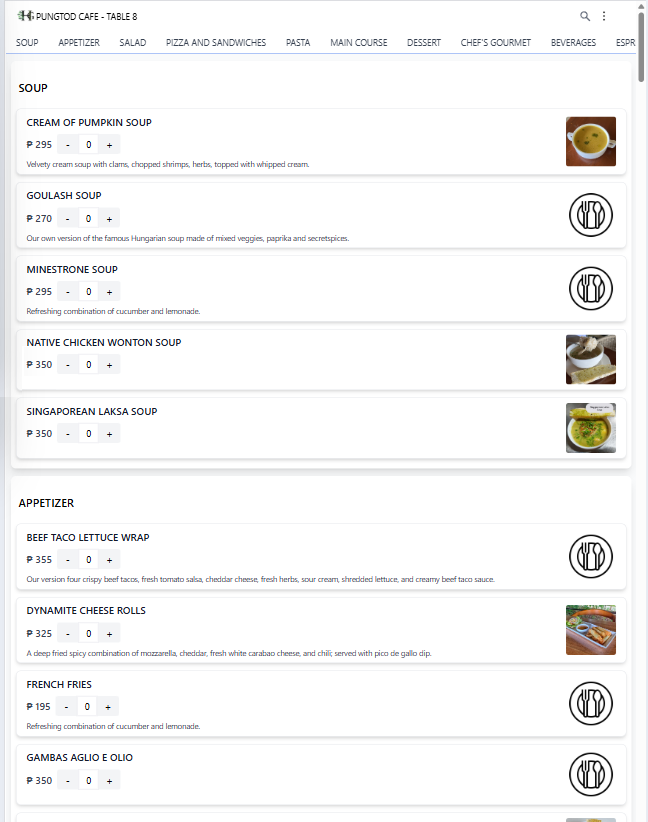 PUNGTOD CAFE - TABLE 8
SOUP APPETIZER SALAD PIZZA AND SANDWICHES PASTA MAIN COURSE DESSERT CHEF'S GOURMET BEVERAGES ESPR
SOUP
CREAM OF PUMPKIN SOUP
₱ 295 - 0 +
Velvety cream soup with clams, chopped shrimps, herbs, topped with whipped cream.
GOULASH SOUP
₱ 270 - 0 +
Our own version of the famous Hungarian soup made of mixed veggies, paprika and secretspices.
MINESTRONE SOUP
₱ 295 - 0 +
Refreshing combination of cucumber and lemonade.
NATIVE CHICKEN WONTON SOUP
₱ 350 - 0 +
SINGAPOREAN LAKSA SOUP
₱ 350 - 0 +
APPETIZER
BEEF TACO LETTUCE WRAP
₱ 355 - 0 +
Our version four crispy beef tacos, fresh tomato salsa, cheddar cheese, fresh herbs, sour cream, shredded lettuce, and creamy beef taco sauce.
DYNAMITE CHEESE ROLLS
₱ 325 - 0 +
A deep fried spicy combination of mozzarella, cheddar, fresh white carabao cheese, and chili; served with pico de gallo dip.
FRENCH FRIES
₱ 195 - 0 +
Refreshing combination of cucumber and lemonade.
GAMBAS AGLIO E OLIO
₱ 350 - 0 +